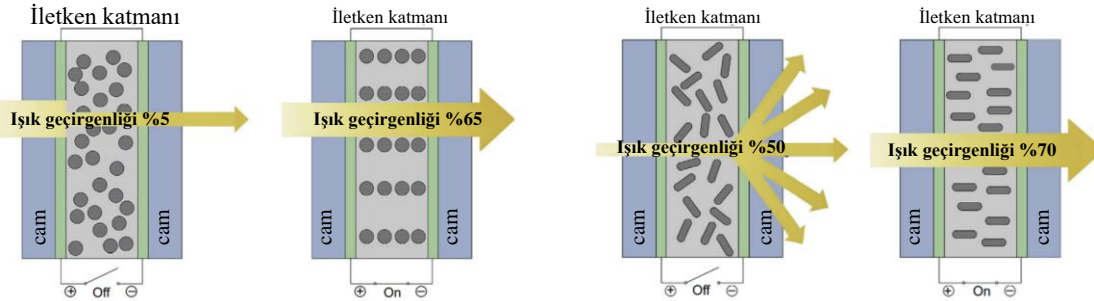 İletken katmanı
Işık geçirgenliği %5
cam
cam
⊕ Off ⊖
İletken katmanı
Işık geçirgenliği %65
cam
cam
⊕ On ⊖
İletken katmanı
Işık geçirgenliği %50
cam
cam
⊕ Off ⊖
İletken katmanı
Işık geçirgenliği %70
cam
cam
⊕ On ⊖